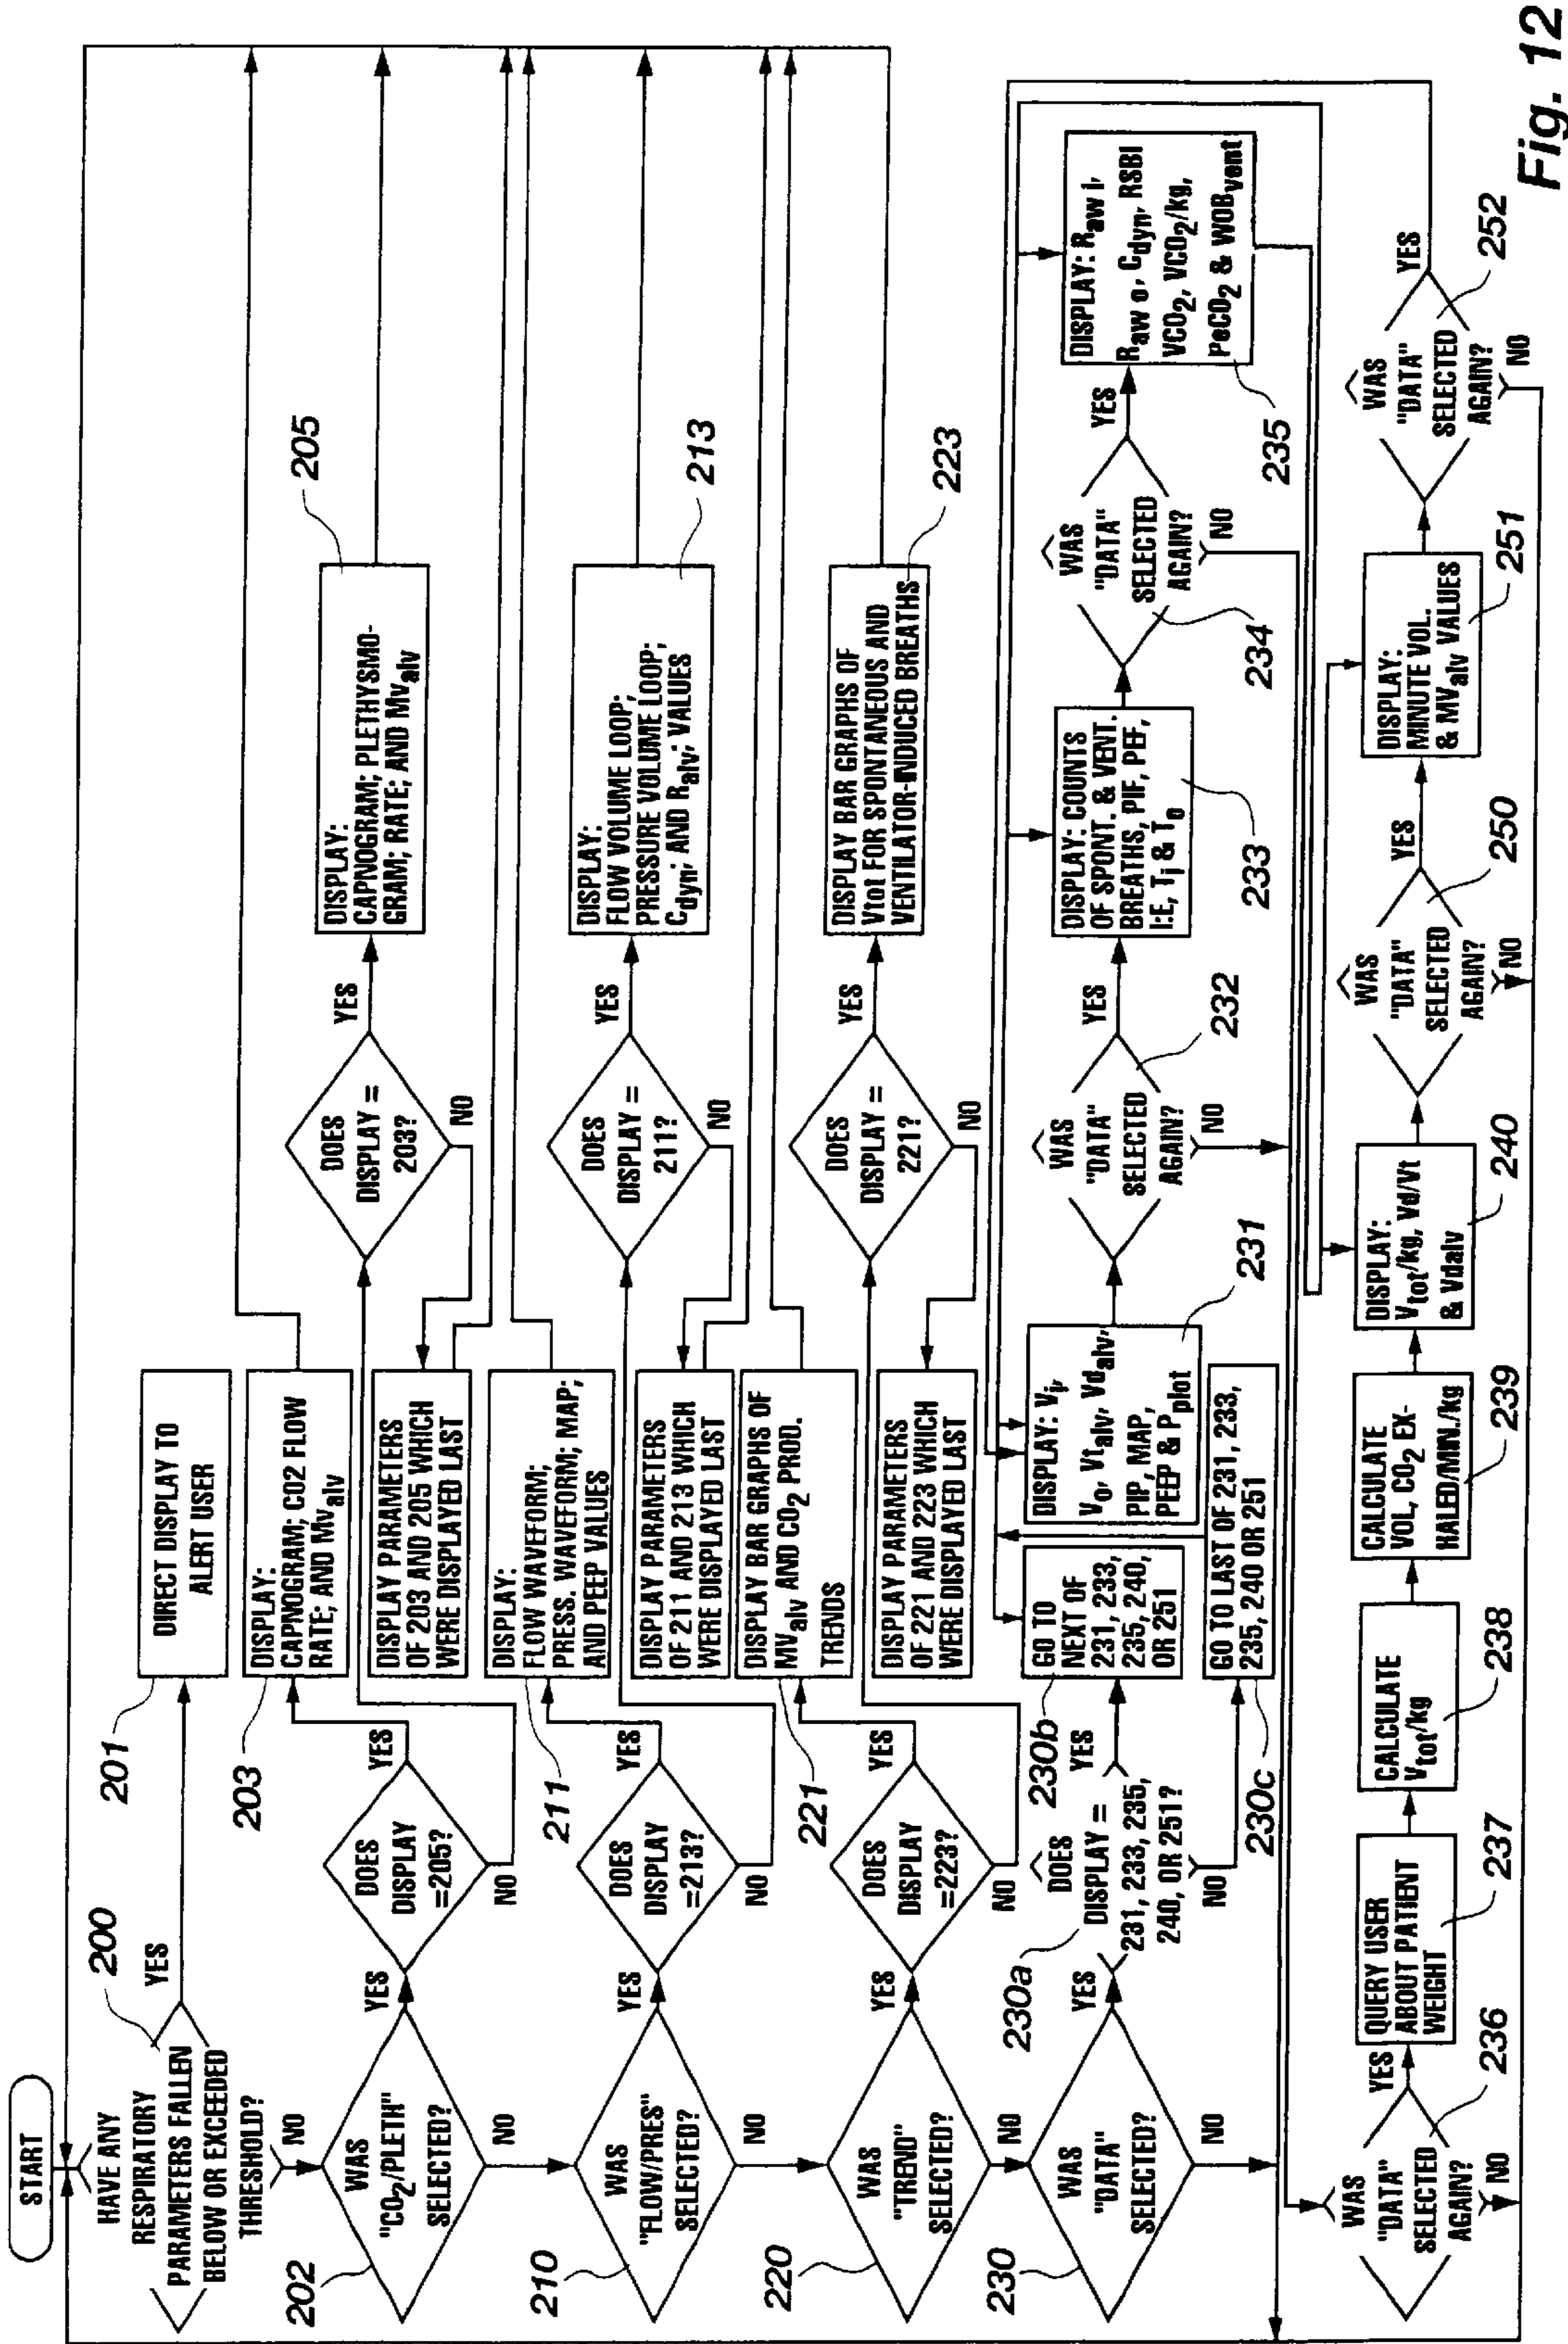 START
HAVE ANY
RESPIRATORY
PARAMETERS FALLEN
BELOW OR EXCEEDED
THRESHOLD?
200
YES
NO
201
DIRECT DISPLAY TO
ALERT USER
202
WAS
"CO2/PLETH"
SELECTED?
YES
NO
DOES
DISPLAY
=205?
YES
NO
203
DISPLAY:
CAPNOGRAM; CO2 FLOW
RATE; AND Mvalv
DISPLAY PARAMETERS
OF 203 AND 205 WHICH
WERE DISPLAYED LAST
DOES
DISPLAY =
203?
YES
NO
205
DISPLAY:
CAPNOGRAM; PLETHYSMO-
GRAM; RATE; AND Mvalv
210
WAS
"FLOW/PRES"
SELECTED?
YES
NO
DOES
DISPLAY
=213?
YES
NO
211
DISPLAY:
FLOW WAVEFORM;
PRESS. WAVEFORM; MAP;
AND PEEP VALUES
DISPLAY PARAMETERS
OF 211 AND 213 WHICH
WERE DISPLAYED LAST
DOES
DISPLAY =
211?
YES
NO
213
DISPLAY:
FLOW VOLUME LOOP;
PRESSURE VOLUME LOOP;
Cdyn; AND Ralv; VALUES
220
WAS
"TREND"
SELECTED?
YES
NO
DOES
DISPLAY
=223?
YES
NO
221
DISPLAY BAR GRAPHS OF
MValv AND CO2 PROD.
TRENDS
DISPLAY PARAMETERS
OF 221 AND 223 WHICH
WERE DISPLAYED LAST
DOES
DISPLAY =
221?
YES
NO
223
DISPLAY BAR GRAPHS OF
Vtot FOR SPONTANEOUS AND
VENTILATOR-INDUCED BREATHS
230
WAS
"DATA"
SELECTED?
YES
NO
230a
DOES
DISPLAY =
231, 233, 235,
240, OR 251?
YES
NO
230b
GO TO
NEXT OF
231, 233,
235, 240,
OR 251
230c
GO TO LAST OF 231, 233,
235, 240 OR 251
231
DISPLAY: Vi,
Vo, Vtalv, Vdalv,
PIP, MAP,
PEEP & Pplot
232
WAS
"DATA"
SELECTED
AGAIN?
YES
NO
233
DISPLAY: COUNTS
OF SPONT. & VENT.
BREATHS, PIF, PEF,
I:E, Ti & To
234
WAS
"DATA"
SELECTED
AGAIN?
YES
NO
235
DISPLAY: Raw i,
Raw o, Cdyn, RSBI
VCO2, VCO2/kg,
PeCO2 & WOBvent
236
WAS
"DATA"
SELECTED
AGAIN?
YES
NO
237
QUERY USER
ABOUT PATIENT
WEIGHT
238
CALCULATE
Vtot/kg
239
CALCULATE
VOL, CO2 EX-
HALED/MIN./kg
240
DISPLAY:
Vtot/kg, Vd/Vt
& Vdalv
250
WAS
"DATA"
SELECTED
AGAIN?
YES
NO
251
DISPLAY:
MINUTE VOL.
& MValv VALUES
252
WAS
"DATA"
SELECTED
AGAIN?
YES
NO
Fig. 12